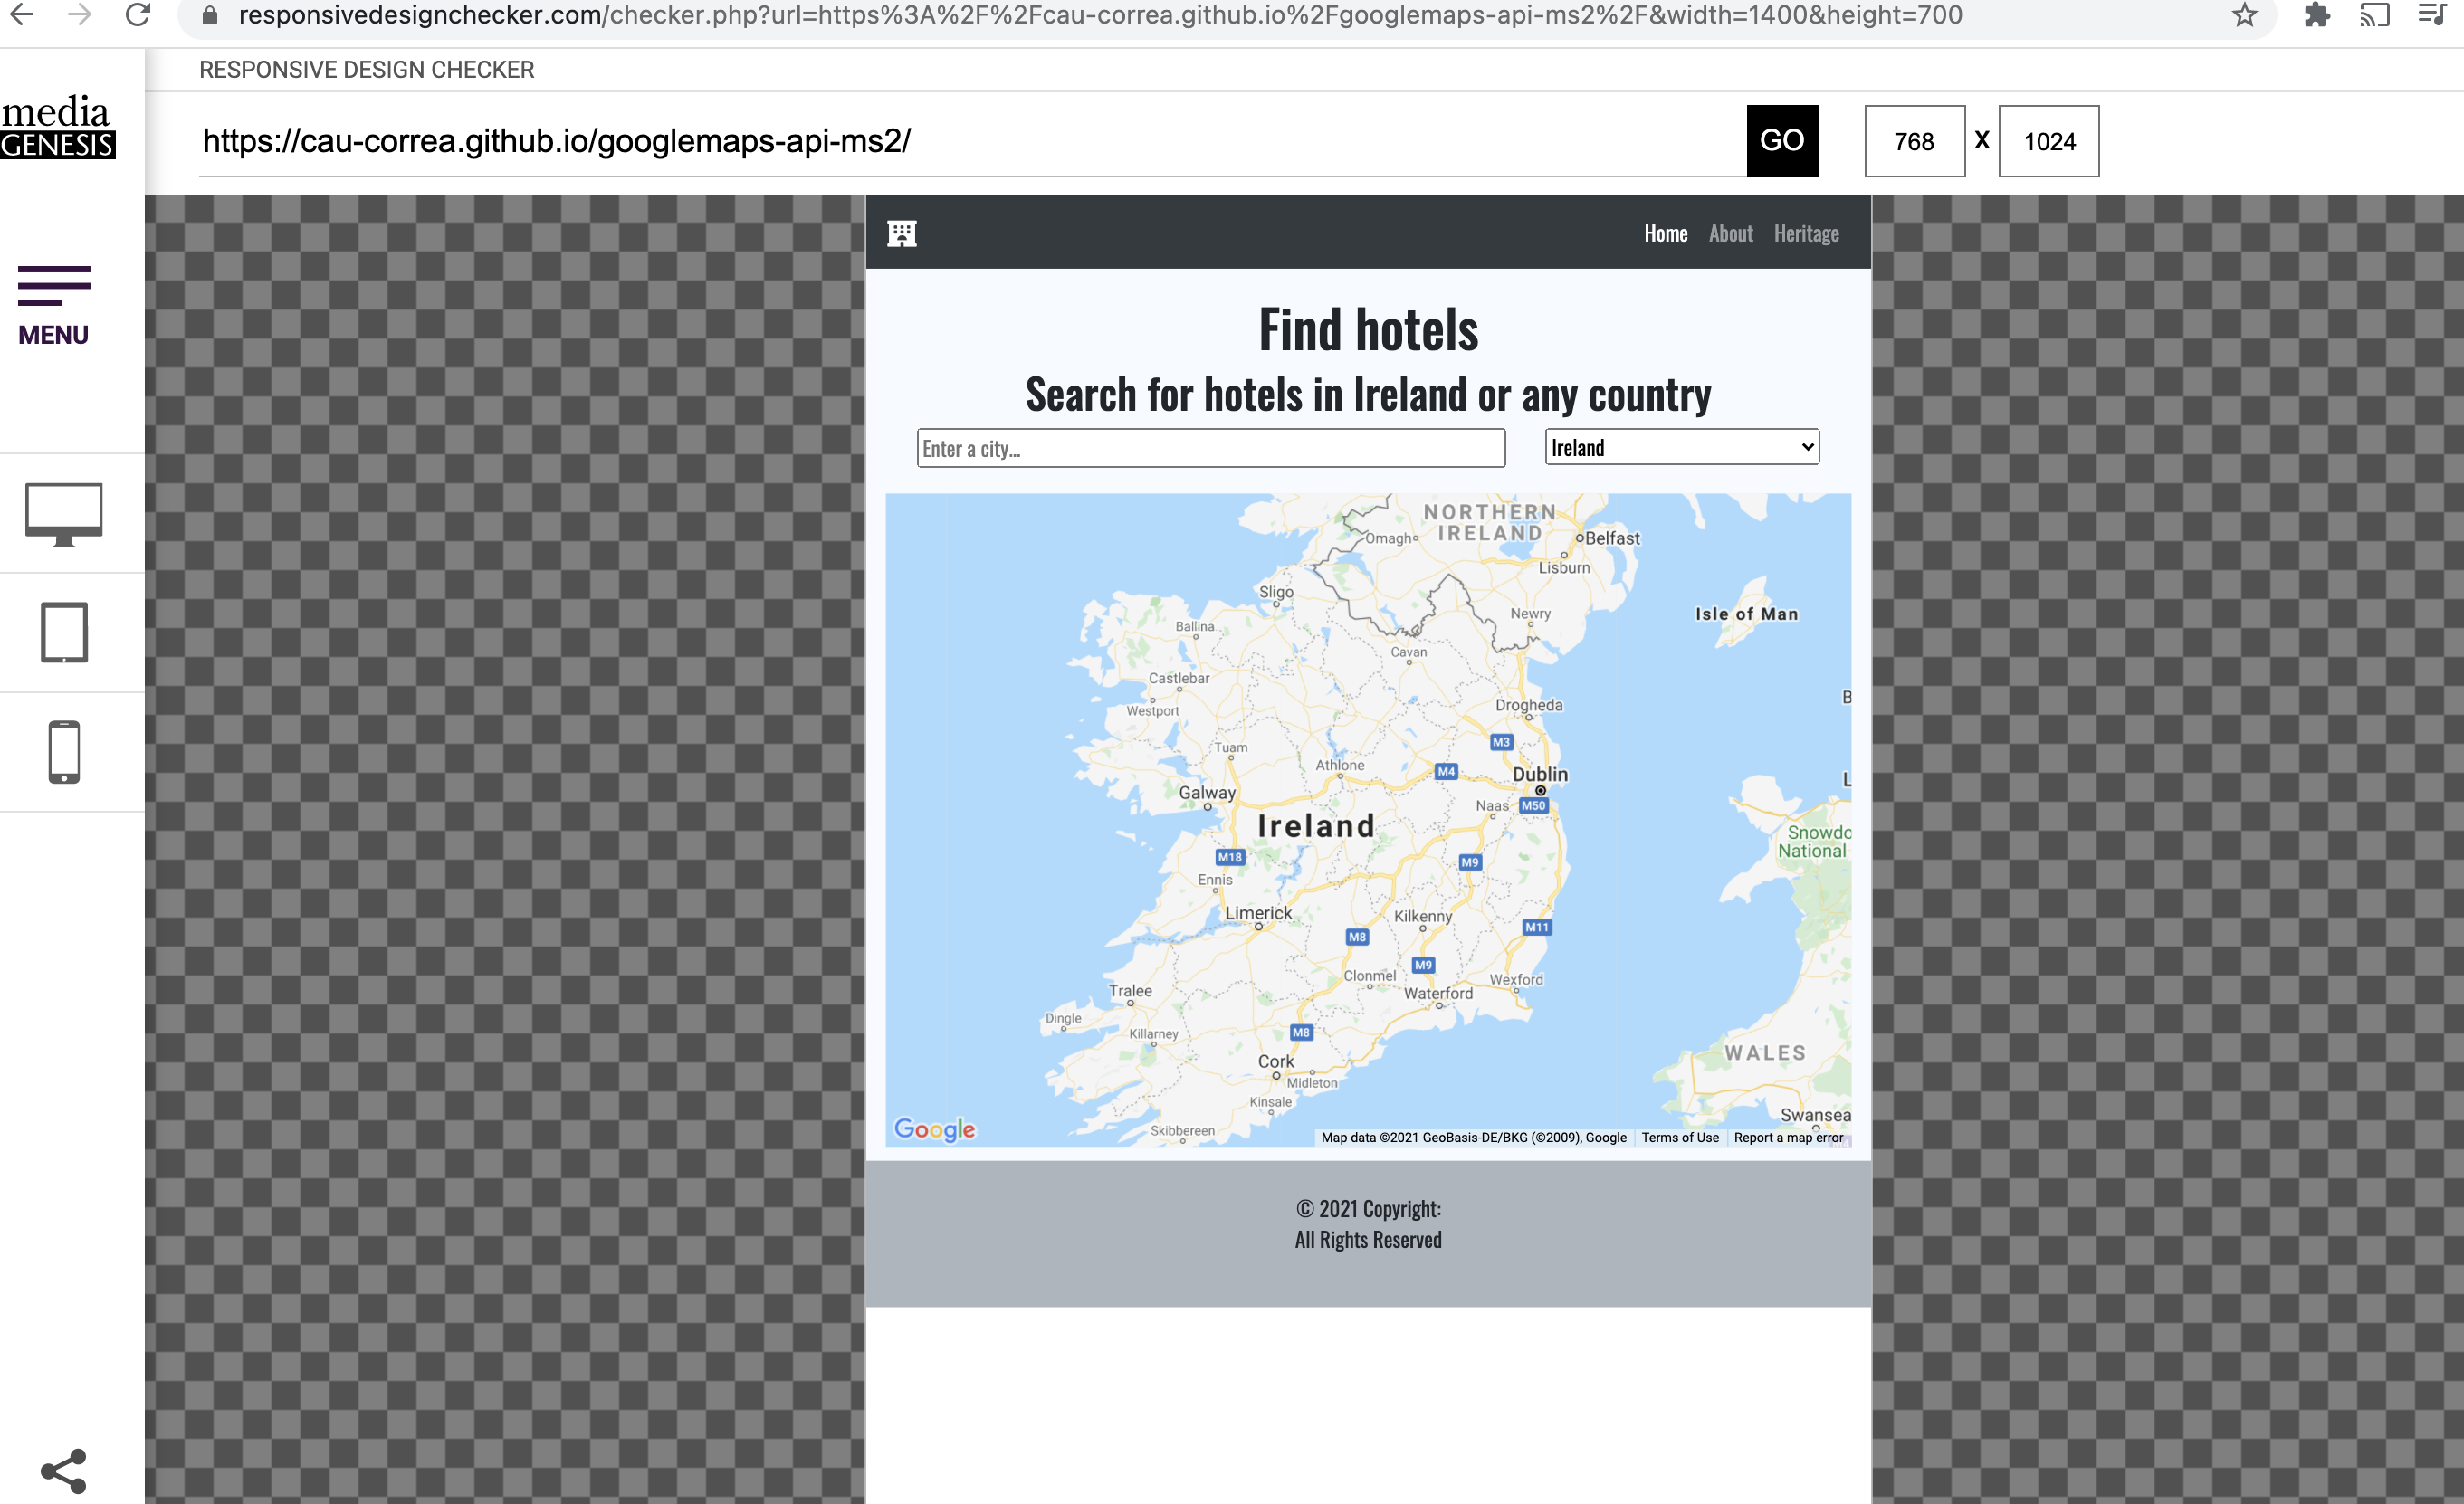 responsivedesignchecker.com/checker.php?url=https%3A%2F%2Fcau-correa.github.io%2Fgooglemaps-api-ms2%2F&width=1400&height=700
RESPONSIVE DESIGN CHECKER
media
GENESIS
https://cau-correa.github.io/googlemaps-api-ms2/
GO
768 X 1024
MENU
Home About Heritage
Find hotels
Search for hotels in Ireland or any country
Enter a city...
Ireland
NORTHERN
IRELAND
Omagh
Belfast
Lisburn
Sligo
Newry
Isle of Man
Ballina
Cavan
Castlebar
Westport
B
Drogheda
M3
Tuam
Athlone
M4
Dublin
L
Galway
Naas
M50
Ireland
Snowdo
National
M18
M9
Ennis
Limerick
Kilkenny
M11
M8
M9
Clonmel
Wexford
Tralee
Waterford
Dingle
Killarney
M8
WALES
Cork
Midleton
Kinsale
Swansea
Skibbereen
Google
Map data ©2021 GeoBasis-DE/BKG (©2009), Google
Terms of Use
Report a map error
© 2021 Copyright:
All Rights Reserved